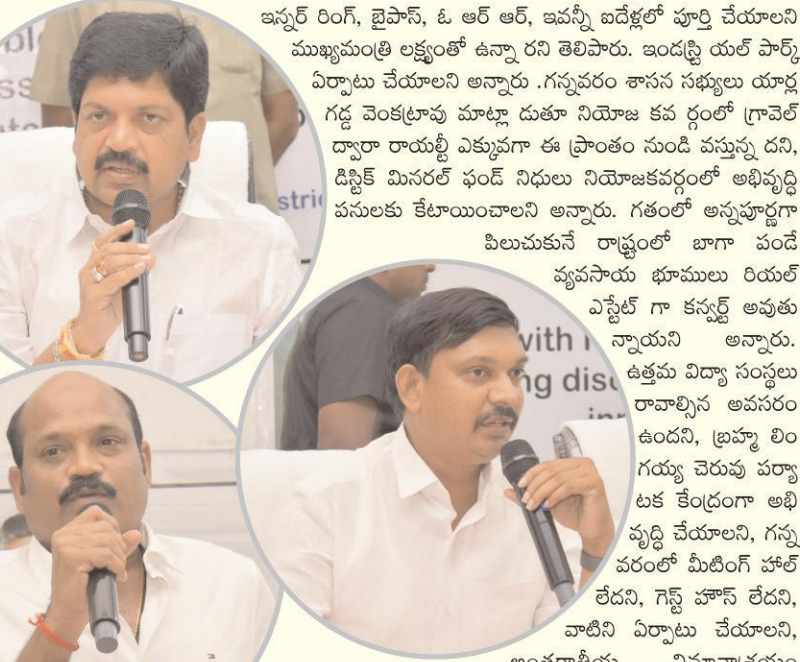 ఇన్నర్ రింగ్, బైపాస్, ఓ ఆర్ ఆర్, ఇవన్నీ ఐదేళ్లలో పూర్తి చేయాలని
ముఖ్యమంత్రి లక్ష్యంతో ఉన్నా రని తెలిపారు. ఇండస్ట్రి యల్ పార్క్
ఏర్పాటు చేయాలని అన్నారు .గన్నవరం శాసన సభ్యులు యార్ల
గడ్డ వెంకట్రావు మాట్లా డుతూ నియోజ కవ ర్గంలో గ్రావెల్
ద్వారా రాయల్టీ ఎక్కువగా ఈ ప్రాంతం నుండి వస్తున్న దని,
డిస్టిక్ మినరల్ ఫండ్ నిధులు నియోజకవర్గంలో అభివృద్ధి
పనులకు కేటాయించాలని అన్నారు. గతంలో అన్నపూర్ణగా
పిలుచుకునే రాష్ట్రంలో బాగా పండే
వ్యవసాయ భూములు రియల్
ఎస్టేట్ గా కన్వర్ట్ అవుతు
న్నాయని అన్నారు.
ఉత్తమ విద్యా సంస్థలు
రావాల్సిన అవసరం
ఉందని, బ్రహ్మ లిం
గయ్య చెరువు పర్యా
టక కేంద్రంగా అభి
వృద్ధి చేయాలని, గన్న
వరంలో మీటింగ్ హాల్
లేదని, గెస్ట్ హౌస్ లేదని,
వాటిని ఏర్పాటు చేయాలని,
with